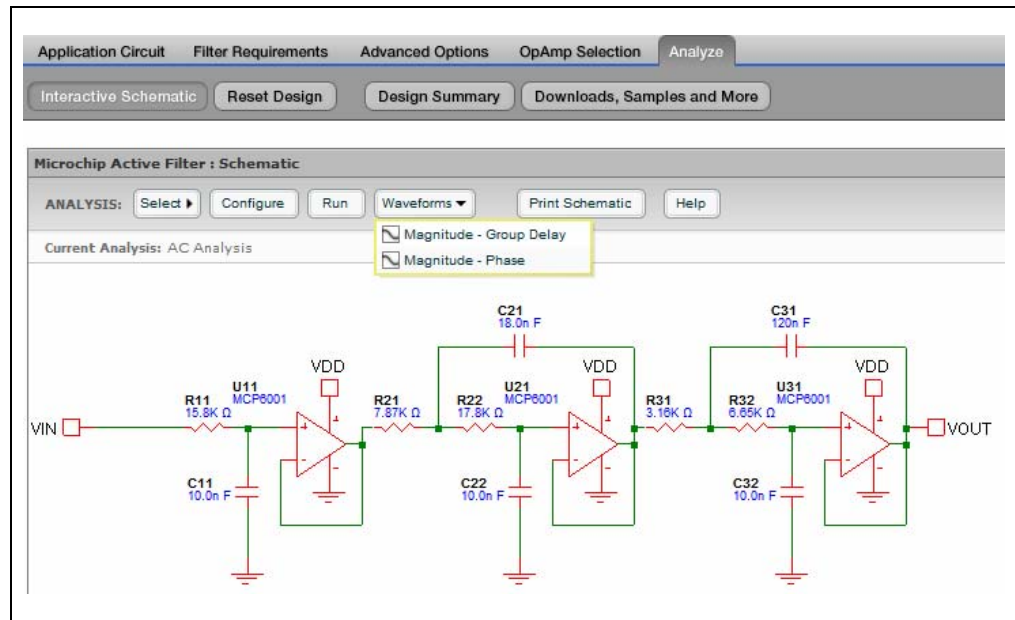 Application Circuit Filter Requirements Advanced Options OpAmp Selection Analyze
Interactive Schematic Reset Design Design Summary Downloads, Samples and More
Microchip Active Filter : Schematic
ANALYSIS: Select Configure Run Waveforms Print Schematic Help
Magnitude - Group Delay
Magnitude - Phase
Current Analysis: AC Analysis
C21
18.0n F
C31
120n F
VDD
VDD
VDD
R11
15.8K Ω
U11
MCP6001
R21
7.87K Ω
R22
17.8K Ω
U21
MCP6001
R31
3.16K Ω
R32
6.65K Ω
U31
MCP6001
VIN
+
+
-
-
+
+
-
-
+
+
-
-
VOUT
C11
10.0n F
C22
10.0n F
C32
10.0n F